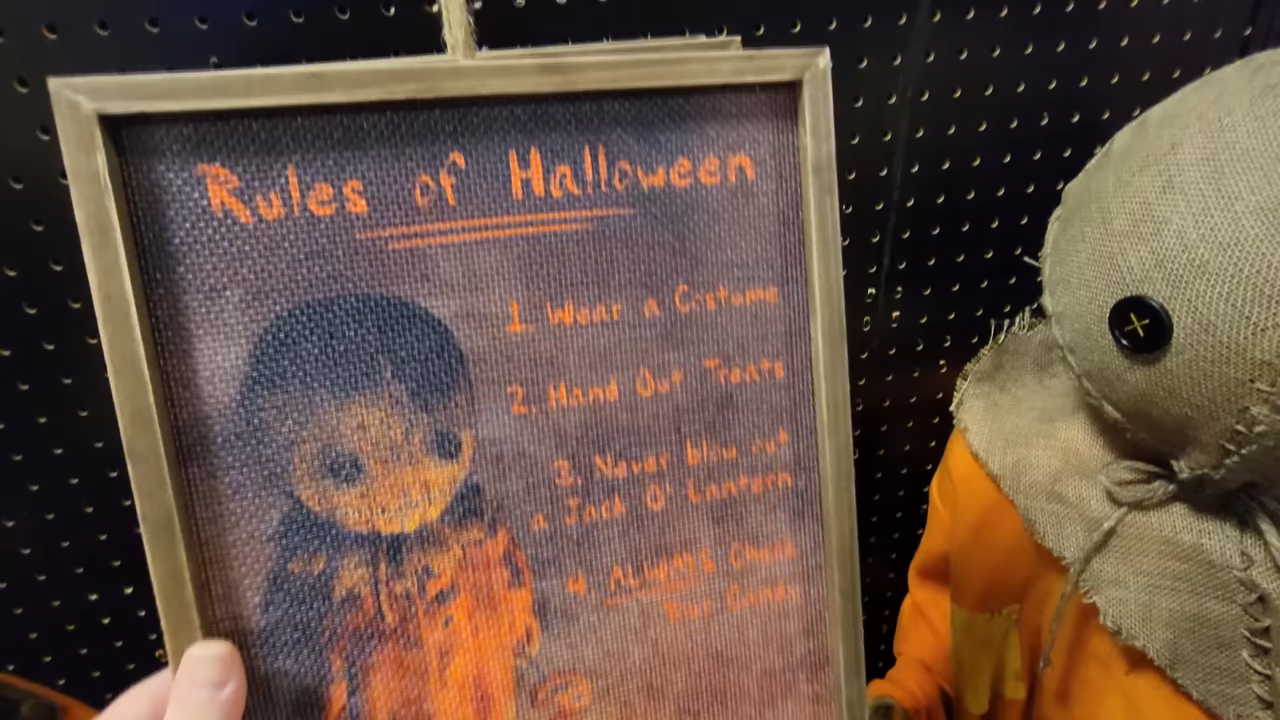 Rules of Halloween
1. Wear a Costume
2. Hand Out Treats
3. Never blow out
a Jack O' Lantern
4 ALWAYS Check
Your Candy